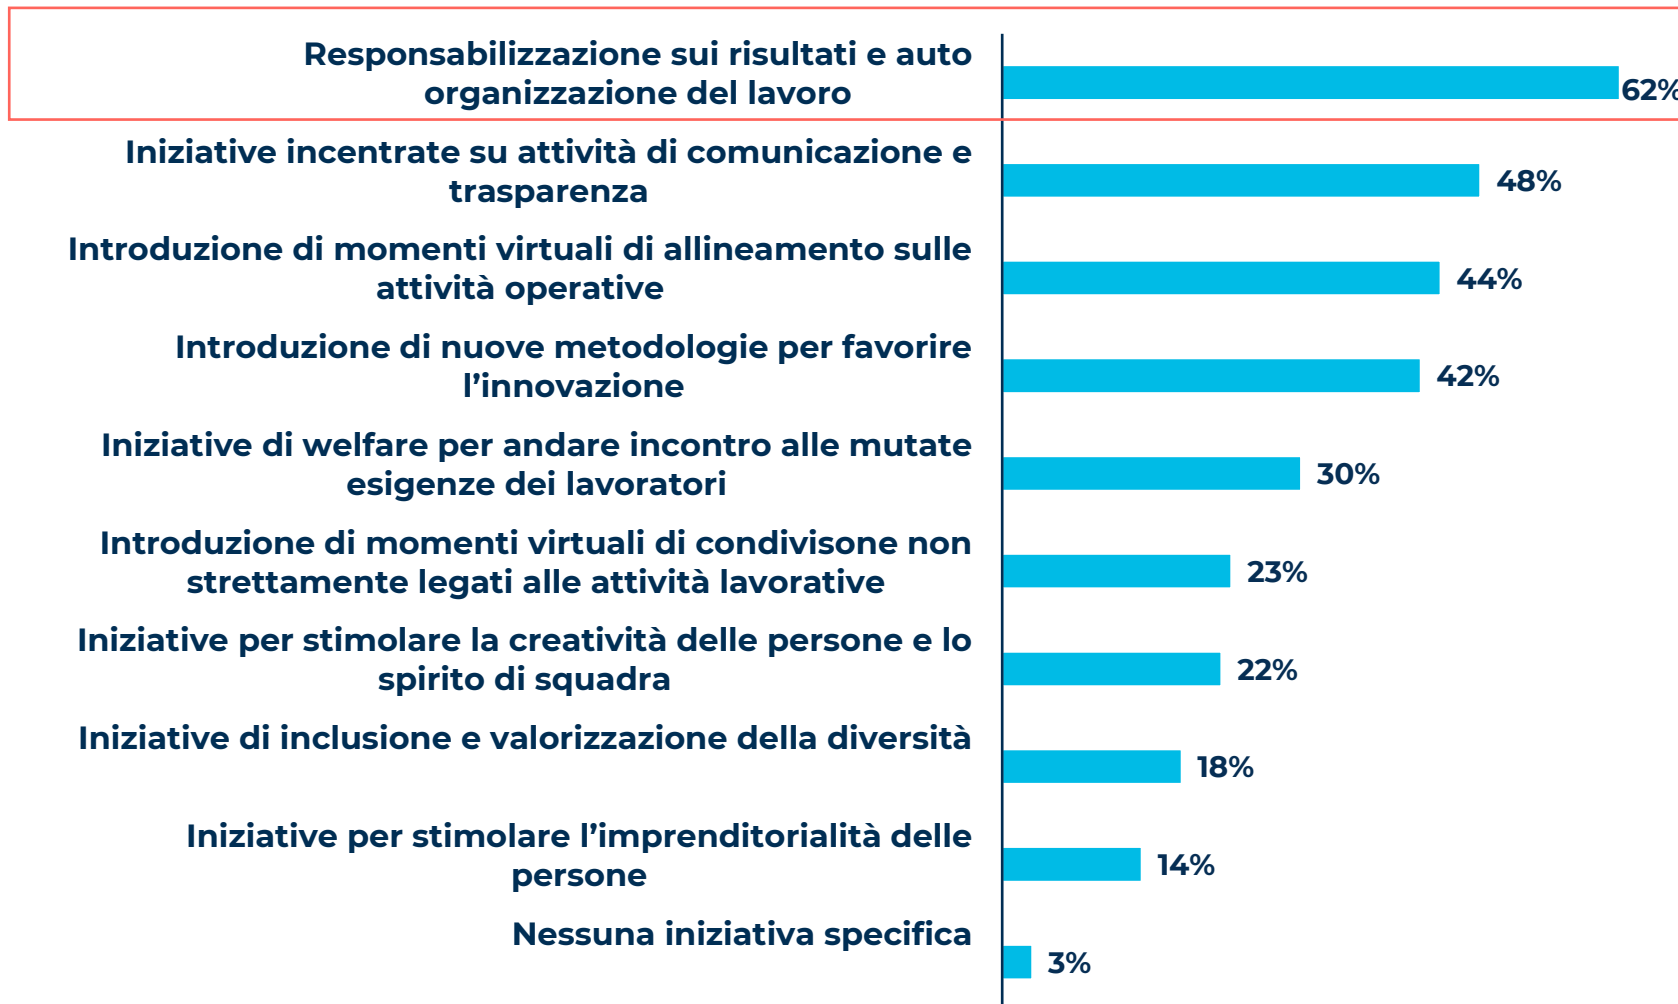 Responsabilizzazione sui risultati e auto
organizzazione del lavoro
62%
Iniziative incentrate su attività di comunicazione e
trasparenza
48%
Introduzione di momenti virtuali di allineamento sulle
attività operative
44%
Introduzione di nuove metodologie per favorire
l’innovazione
42%
Iniziative di welfare per andare incontro alle mutate
esigenze dei lavoratori
30%
Introduzione di momenti virtuali di condivisone non
strettamente legati alle attività lavorative
23%
Iniziative per stimolare la creatività delle persone e lo
spirito di squadra
22%
Iniziative di inclusione e valorizzazione della diversità
18%
Iniziative per stimolare l’imprenditorialità delle
persone
14%
Nessuna iniziativa specifica
3%